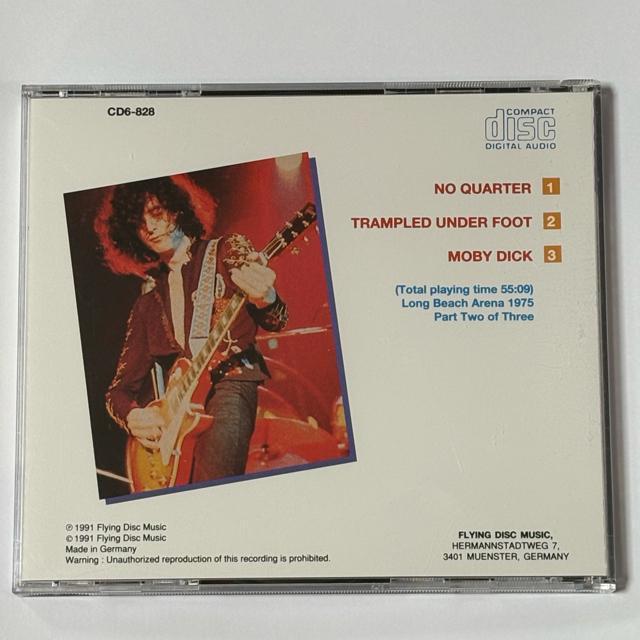 CD6-828
COMPACT
disc
DIGITAL AUDIO
NO QUARTER 1
TRAMPLED UNDER FOOT 2
MOBY DICK 3
(Total playing time 55:09)
Long Beach Arena 1975
Part Two of Three
℗ 1991 Flying Disc Music
© 1991 Flying Disc Music
Made in Germany
Warning : Unauthorized reproduction of this recording is prohibited.
FLYING DISC MUSIC,
HERMANNSTADTWEG 7,
3401 MUENSTER, GERMANY